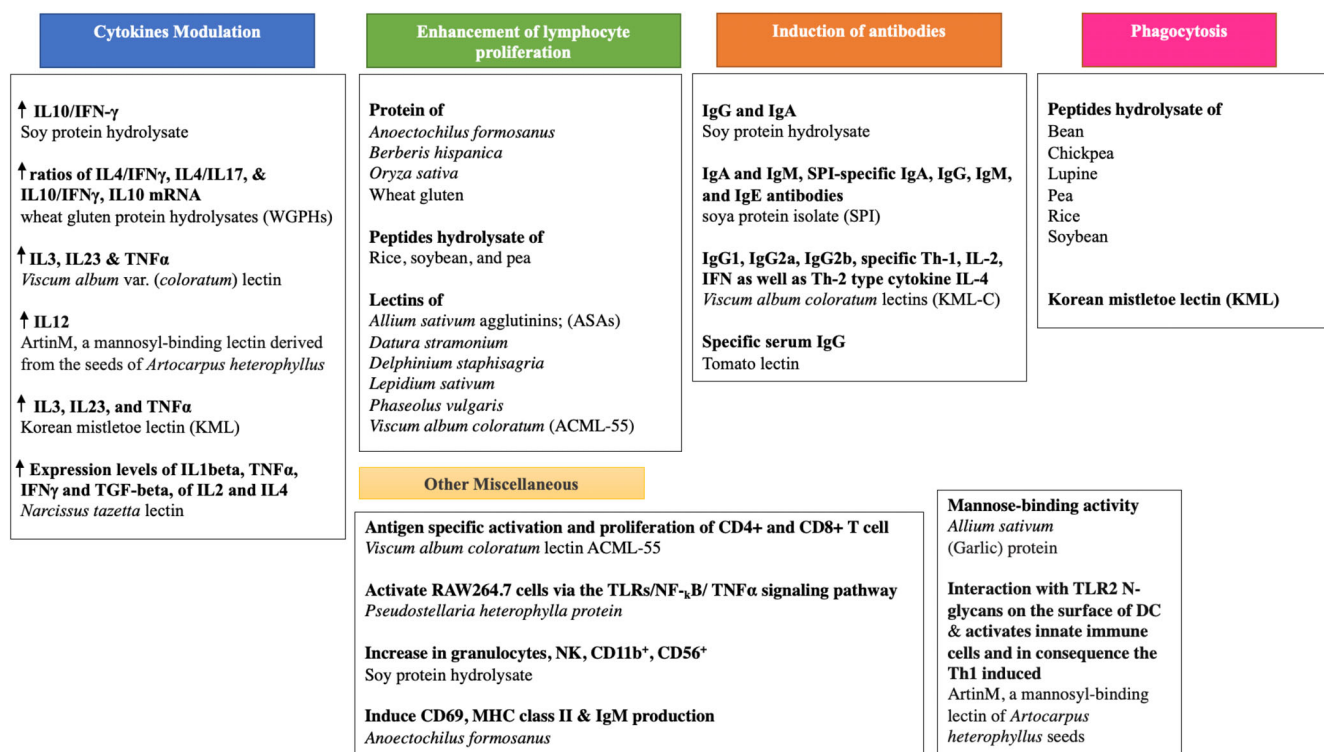 Cytokines Modulation
↑ IL10/IFN-γ
Soy protein hydrolysate
↑ ratios of IL4/IFNγ, IL4/IL17, &
IL10/IFNγ, IL10 mRNA
wheat gluten protein hydrolysates (WGPHs)
↑ IL3, IL23 & TNFα
Viscum album var. (coloratum) lectin
↑ IL12
ArtinM, a mannosyl-binding lectin derived
from the seeds of Artocarpus heterophyllus
↑ IL3, IL23, and TNFα
Korean mistletoe lectin (KML)
↑ Expression levels of IL1beta, TNFα,
IFNγ and TGF-beta, of IL2 and IL4
Narcissus tazetta lectin
Enhancement of lymphocyte
proliferation
Protein of
Anoectochilus formosanus
Berberis hispanica
Oryza sativa
Wheat gluten
Peptides hydrolysate of
Rice, soybean, and pea
Lectins of
Allium sativum agglutinins; (ASAs)
Datura stramonium
Delphinium staphisagria
Lepidium sativum
Phaseolus vulgaris
Viscum album coloratum (ACML-55)
Induction of antibodies
IgG and IgA
Soy protein hydrolysate
IgA and IgM, SPI-specific IgA, IgG, IgM,
and IgE antibodies
soya protein isolate (SPI)
IgG1, IgG2a, IgG2b, specific Th-1, IL-2,
IFN as well as Th-2 type cytokine IL-4
Viscum album coloratum lectins (KML-C)
Specific serum IgG
Tomato lectin
Phagocytosis
Peptides hydrolysate of
Bean
Chickpea
Lupine
Pea
Rice
Soybean
Korean mistletoe lectin (KML)
Other Miscellaneous
Antigen specific activation and proliferation of CD4+ and CD8+ T cell
Viscum album coloratum lectin ACML-55
Activate RAW264.7 cells via the TLRs/NF-kB/ TNFα signaling pathway
Pseudostellaria heterophylla protein
Increase in granulocytes, NK, CD11b⁺, CD56⁺
Soy protein hydrolysate
Induce CD69, MHC class II & IgM production
Anoectochilus formosanus
Mannose-binding activity
Allium sativum
(Garlic) protein
Interaction with TLR2 N-
glycans on the surface of DC
& activates innate immune
cells and in consequence the
Th1 induced
ArtinM, a mannosyl-binding
lectin of Artocarpus
heterophyllus seeds